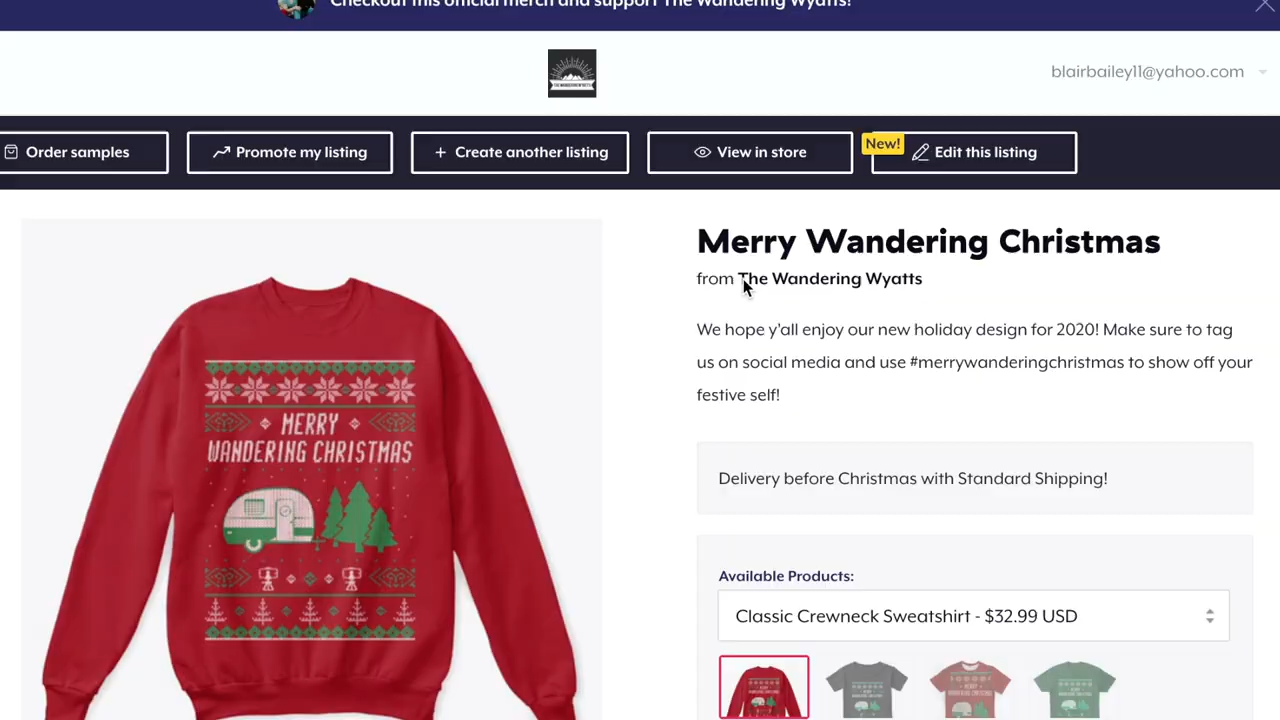 Checkout this official merch and support The Wandering Wyatts!
blairbailey11@yahoo.com
Order samples
Promote my listing
Create another listing
View in store
New!
Edit this listing
Merry Wandering Christmas
from The Wandering Wyatts
We hope y'all enjoy our new holiday design for 2020! Make sure to tag
us on social media and use #merrywanderingchristmas to show off your
festive self!
MERRY
WANDERING CHRISTMAS
Delivery before Christmas with Standard Shipping!
Available Products:
Classic Crewneck Sweatshirt - $32.99 USD